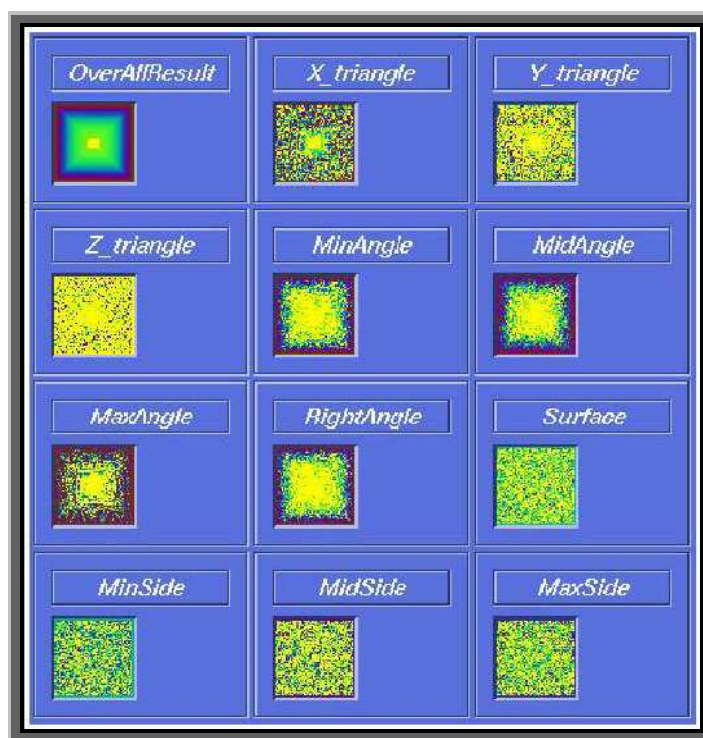 OverAllResult
X_triangle
Y_triangle
Z_triangle
MinAngle
MidAngle
MaxAngle
RightAngle
Surface
MinSide
MidSide
MaxSide